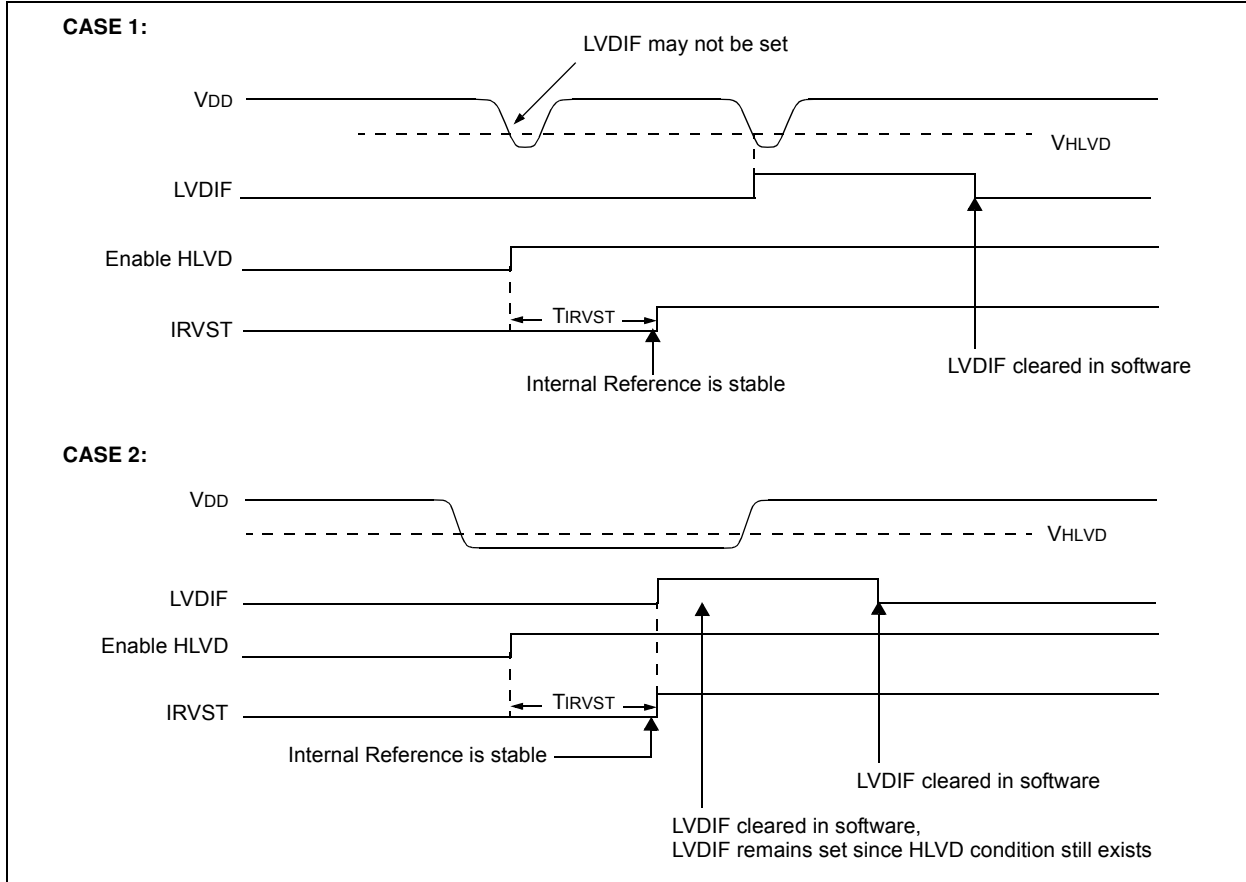 CASE 1:
LVDIF may not be set
VDD
VHLVD
LVDIF
Enable HLVD
TIRVST
IRVST
Internal Reference is stable
LVDIF cleared in software
CASE 2:
VDD
VHLVD
LVDIF
Enable HLVD
TIRVST
IRVST
Internal Reference is stable
LVDIF cleared in software
LVDIF cleared in software,
LVDIF remains set since HLVD condition still exists